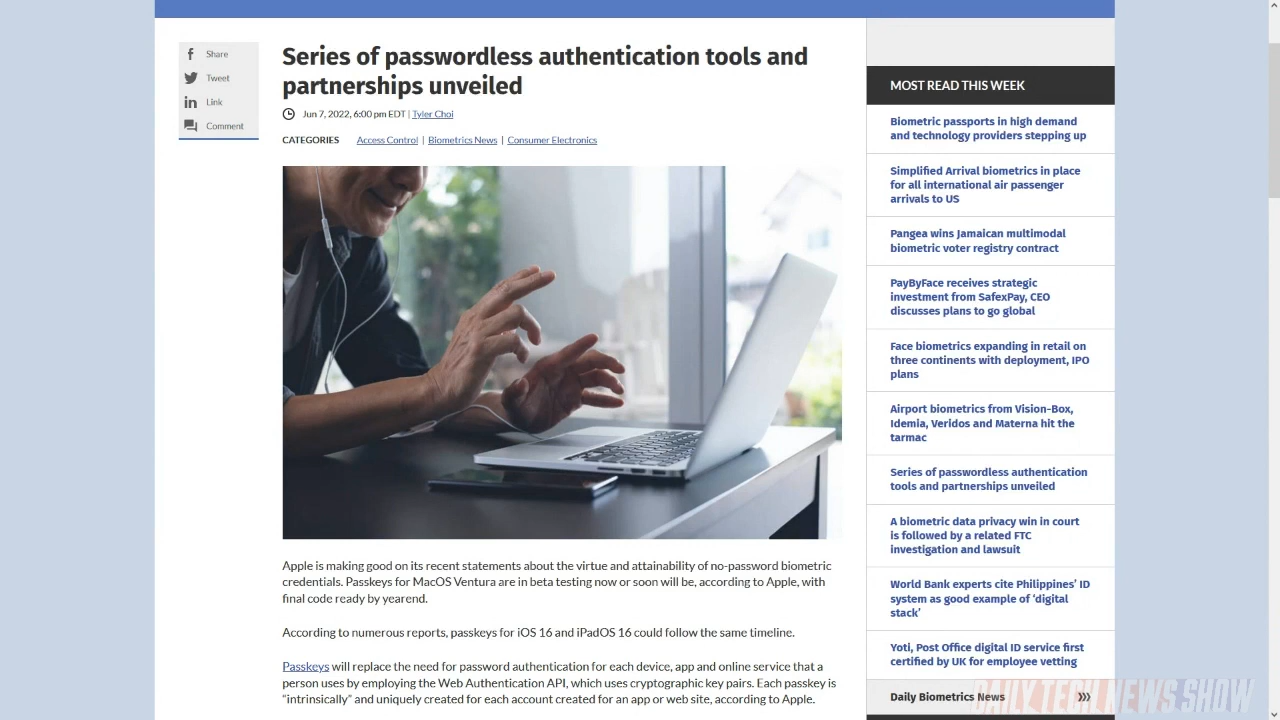 Share
Tweet
Link
Comment
Series of passwordless authentication tools and
partnerships unveiled
Jun 7, 2022, 6:00 pm EDT | Tyler Choi
CATEGORIES Access Control | Biometrics News | Consumer Electronics
Apple is making good on its recent statements about the virtue and attainability of no-password biometric
credentials. Passkeys for MacOS Ventura are in beta testing now or soon will be, according to Apple, with
final code ready by yearend.
According to numerous reports, passkeys for iOS 16 and iPadOS 16 could follow the same timeline.
Passkeys will replace the need for password authentication for each device, app and online service that a
person uses by employing the Web Authentication API, which uses cryptographic key pairs. Each passkey is
“intrinsically” and uniquely created for each account created for an app or web site, according to Apple.
MOST READ THIS WEEK
Biometric passports in high demand
and technology providers stepping up
Simplified Arrival biometrics in place
for all international air passenger
arrivals to US
Pangea wins Jamaican multimodal
biometric voter registry contract
PayByFace receives strategic
investment from SafexPay, CEO
discusses plans to go global
Face biometrics expanding in retail on
three continents with deployment, IPO
plans
Airport biometrics from Vision-Box,
Idemia, Veridos and Materna hit the
tarmac
Series of passwordless authentication
tools and partnerships unveiled
A biometric data privacy win in court
is followed by a related FTC
investigation and lawsuit
World Bank experts cite Philippines’ ID
system as good example of ‘digital
stack’
Yoti, Post Office digital ID service first
certified by UK for employee vetting
Daily Biometrics News
DAILY TECH NEWS SHOW